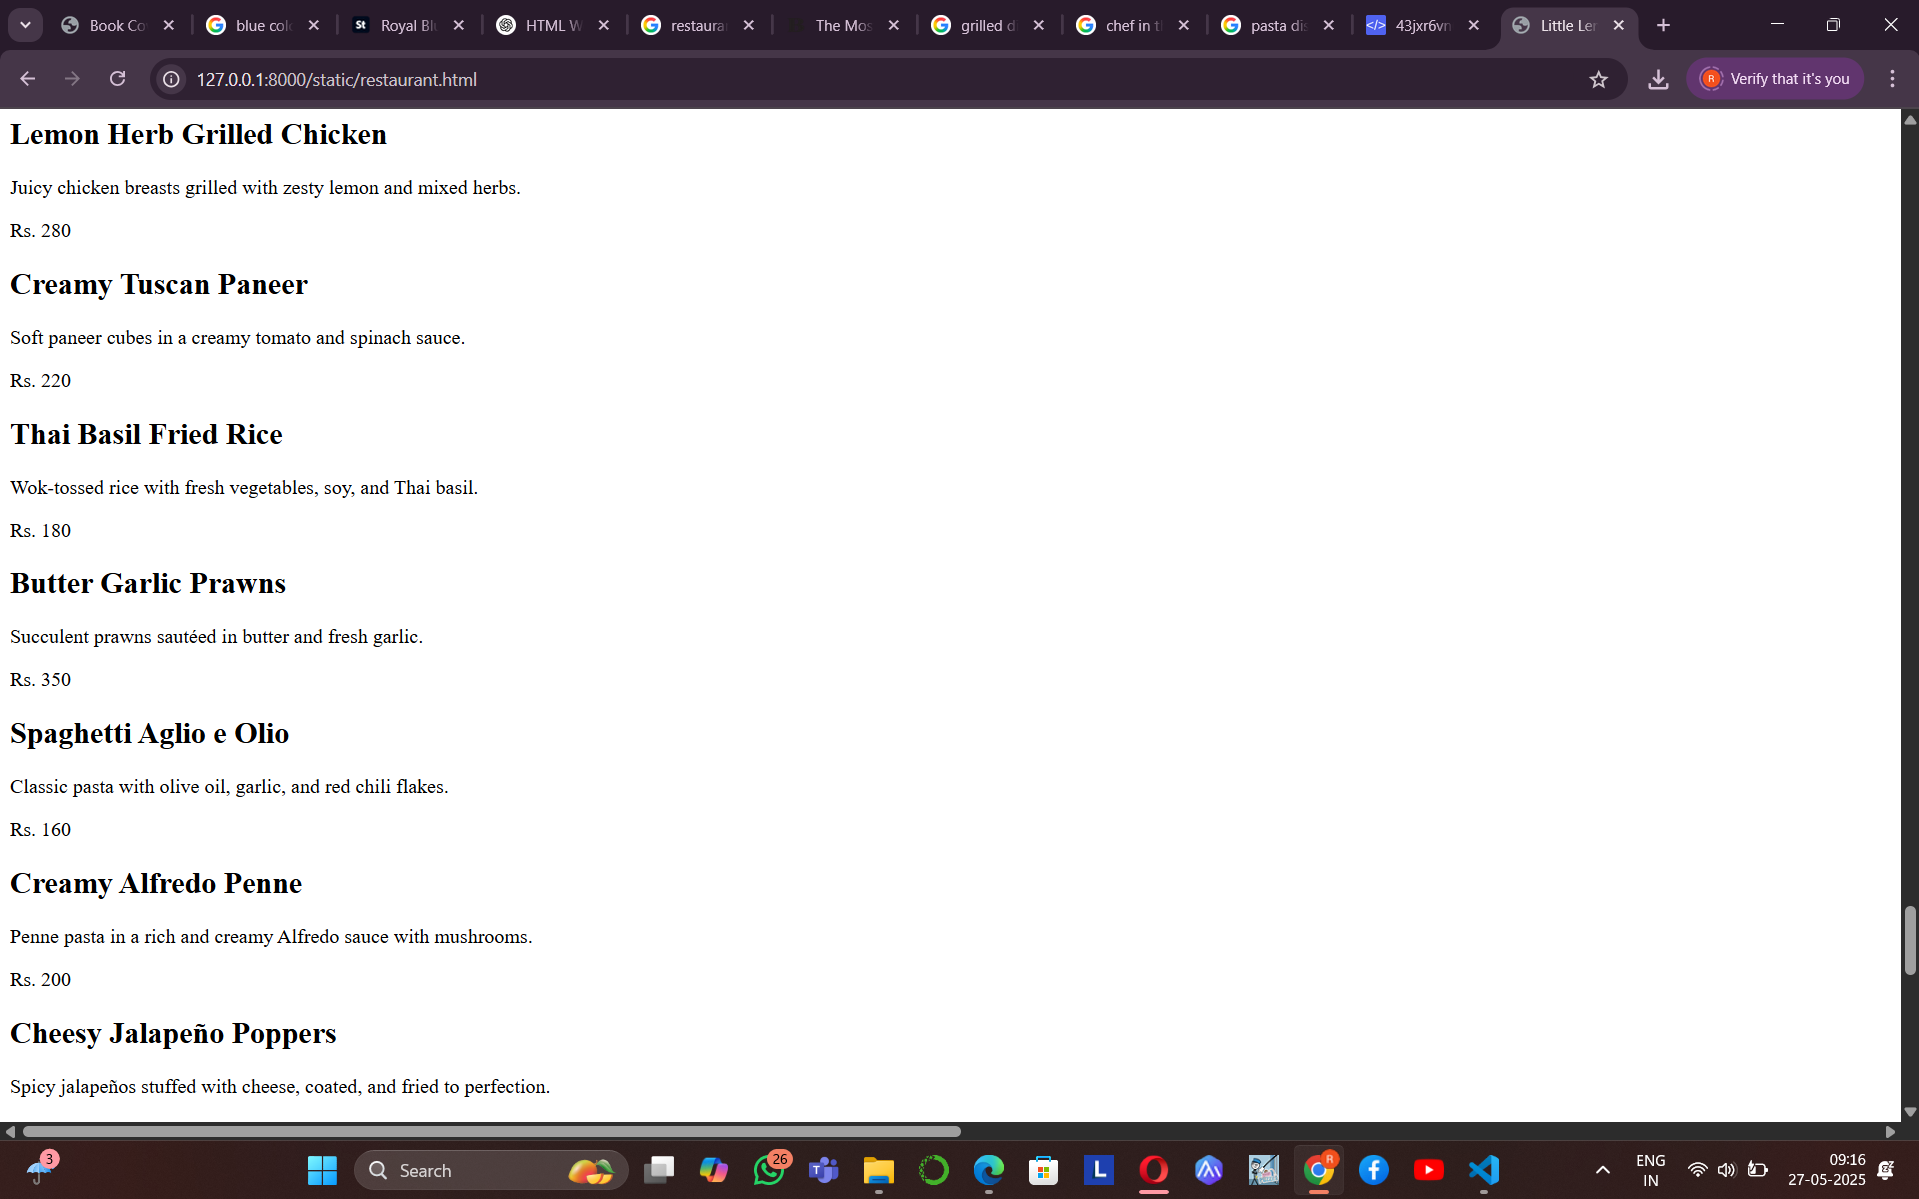 Book Co
blue col
St
Royal Bl
HTML W
restaura
The Mos
grilled d
chef in t
pasta dis
43jxr6vn
Little Ler
127.0.0.1:8000/static/restaurant.html
R
Verify that it's you
Lemon Herb Grilled Chicken
Juicy chicken breasts grilled with zesty lemon and mixed herbs.
Rs. 280
Creamy Tuscan Paneer
Soft paneer cubes in a creamy tomato and spinach sauce.
Rs. 220
Thai Basil Fried Rice
Wok-tossed rice with fresh vegetables, soy, and Thai basil.
Rs. 180
Butter Garlic Prawns
Succulent prawns sautéed in butter and fresh garlic.
Rs. 350
Spaghetti Aglio e Olio
Classic pasta with olive oil, garlic, and red chili flakes.
Rs. 160
Creamy Alfredo Penne
Penne pasta in a rich and creamy Alfredo sauce with mushrooms.
Rs. 200
Cheesy Jalapeño Poppers
Spicy jalapeños stuffed with cheese, coated, and fried to perfection.
3
Search
26
L
R
ENG
IN
09:16
27-05-2025